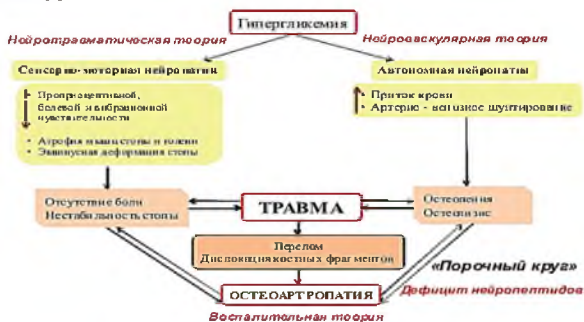 Гипергликемия
Нейротравматическая теория
Нейроваскулярная теория
Сенсорно-моторная нейропатия
Автономная нейропатия
Проприоцептивной,
болевой и вибрационной
чувствительности
• Атрофия мышц стопы и голени
• Эквинусная деформация стопы
Приток крови
• Артерио - венозное шунтирование
Отсутствие боли
Нестабильность стопы
ТРАВМА
Остеопения
Остеолизис
Перелом
Дислокация костных фрагментов
«Порочный круг»
Дефицит нейропептидов
ОСТЕОАРТРОПАТИЯ
Воспалительная теория